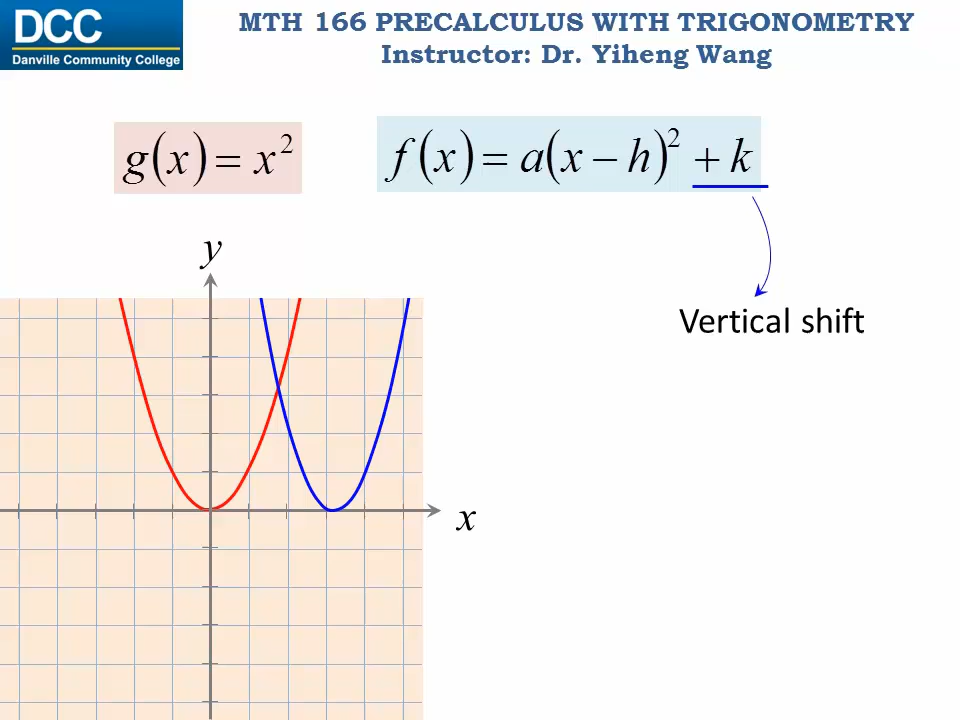 DCC
Danville Community College
MTH 166 PRECALCULUS WITH TRIGONOMETRY
Instructor: Dr. Yiheng Wang
g(x) = x²
f(x) = a(x − h)² + k
y
Vertical shift
x